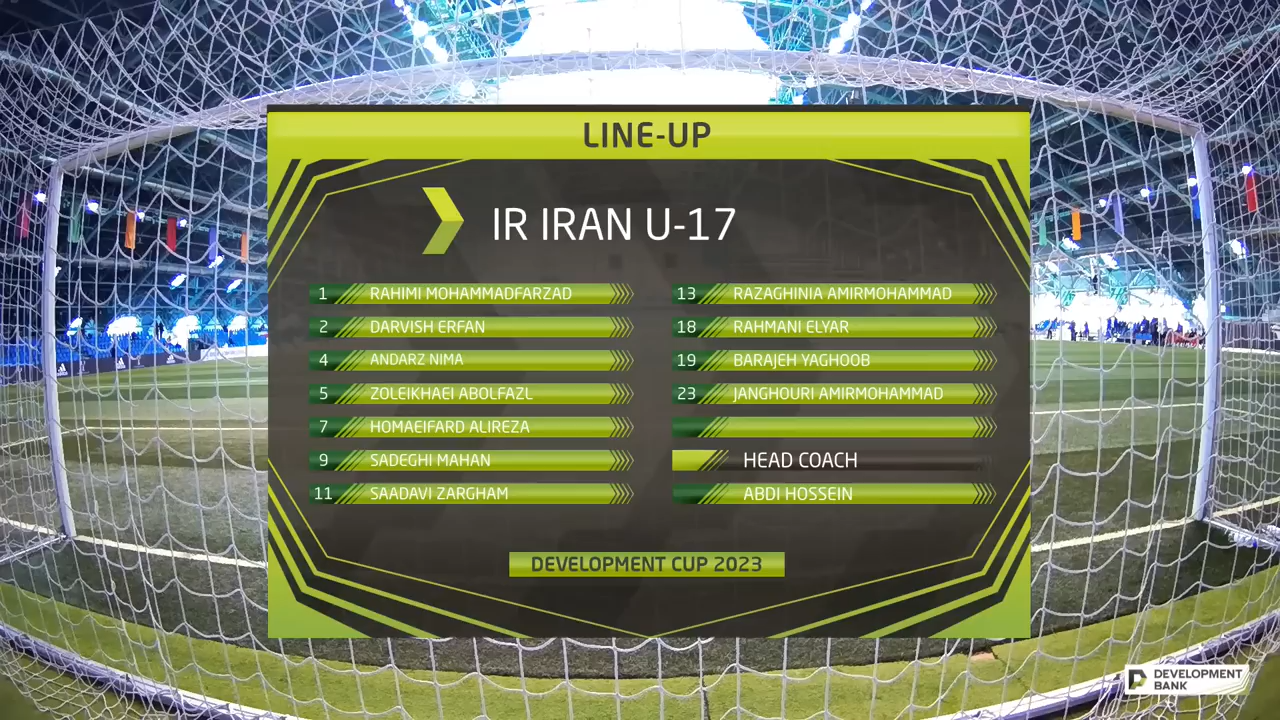 LINE-UP
IR IRAN U-17
1 RAHIMI MOHAMMADFARZAD
2 DARVISH ERFAN
4 ANDARZ NIMA
5 ZOLEIKHAEI ABOLFAZL
7 HOMAEIFARD ALIREZA
9 SADEGHI MAHAN
11 SAADAVI ZARGHAM
13 RAZAGHINIA AMIRMOHAMMAD
18 RAHMANI ELYAR
19 BARAJEH YAGHOOB
23 JANGHOURI AMIRMOHAMMAD
HEAD COACH
ABDI HOSSEIN
DEVELOPMENT CUP 2023
DEVELOPMENT
BANK